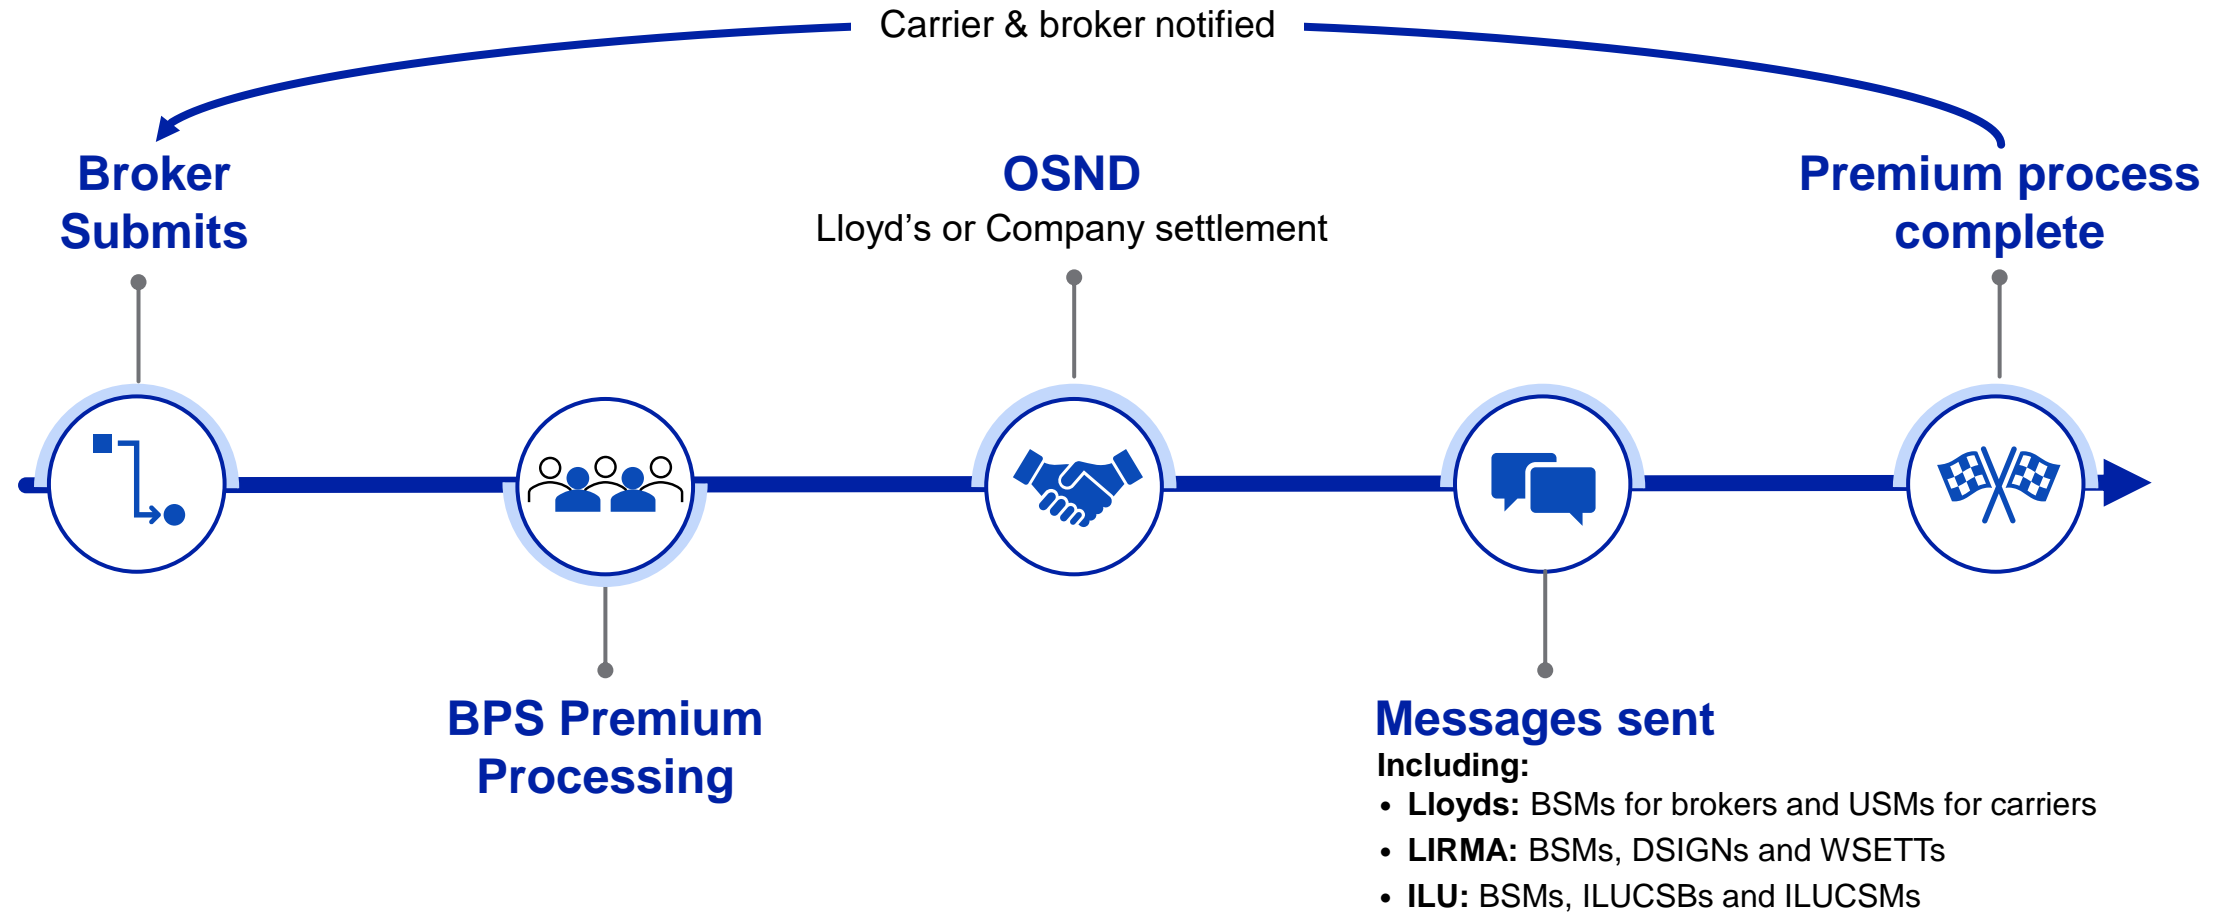 Carrier & broker notified
Broker
Submits
OSND
Lloyd’s or Company settlement
Premium process
complete
BPS Premium
Processing
Messages sent
Including:
• Lloyds: BSMs for brokers and USMs for carriers
• LIRMA: BSMs, DSIGNs and WSETTs
• ILU: BSMs, ILUCSBs and ILUCSMs